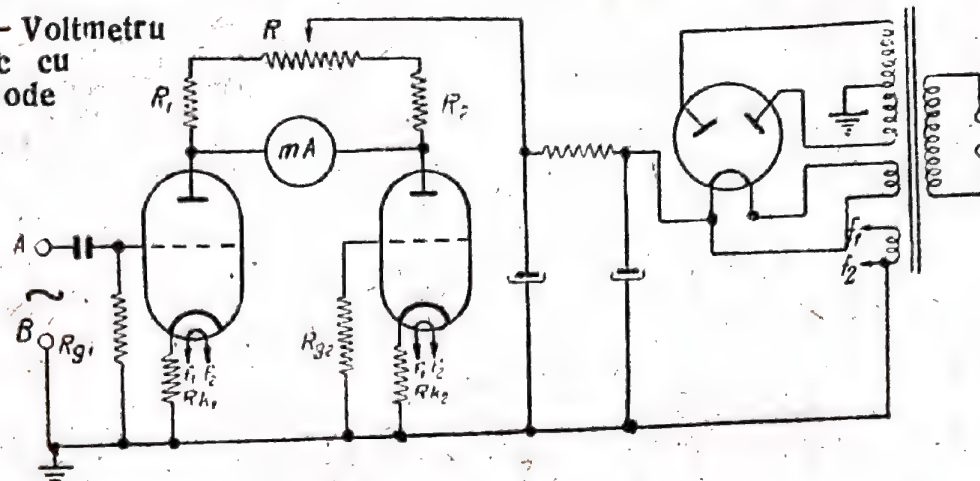 – Voltmetru
c cu
ode
R
R₁
R₂
mA
A
~
B
Rg₁
Rg₂
f₁ f₂
Rk₁
f₁ f₂
Rk₂
f₁
f₂